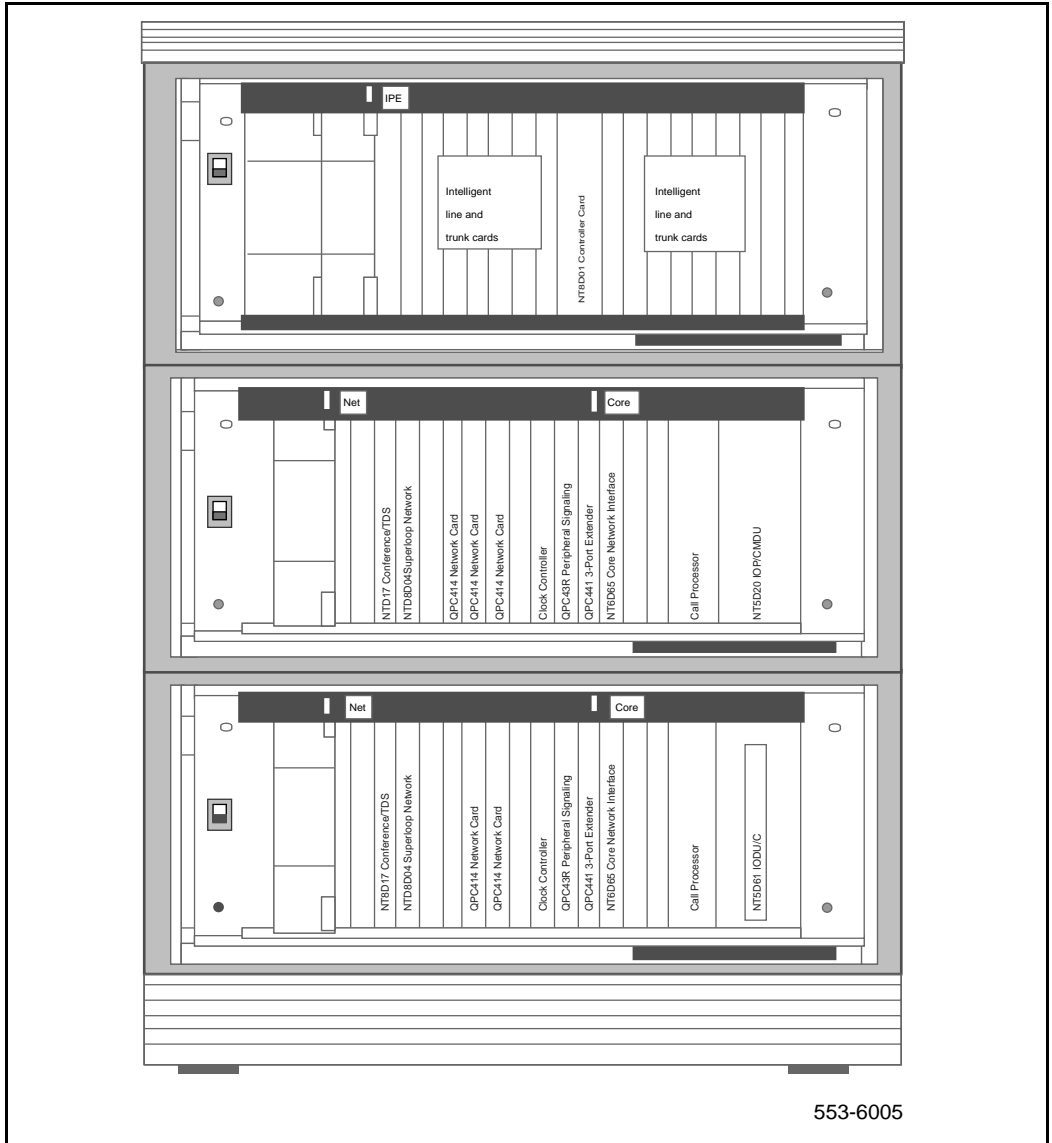 IPE
Intelligent
line and
trunk cards
NT8D01 Controller Card
Intelligent
line and
trunk cards
Net
Core
NTD17 Conference/TDS
NTD8D04Superloop Network
QPC414 Network Card
QPC414 Network Card
QPC414 Network Card
Clock Controller
QPC43R Peripheral Signaling
QPC441 3-Port Extender
NT6D65 Core Network Interface
Call Processor
NT5D20 IOP/CMDU
Net
Core
NT8D17 Conference/TDS
NTD8D04 Superloop Network
QPC414 Network Card
QPC414 Network Card
Clock Controller
QPC43R Peripheral Signaling
QPC441 3-Port Extender
NT6D65 Core Network Interface
Call Processor
NT5D61 IODU/C
553-6005